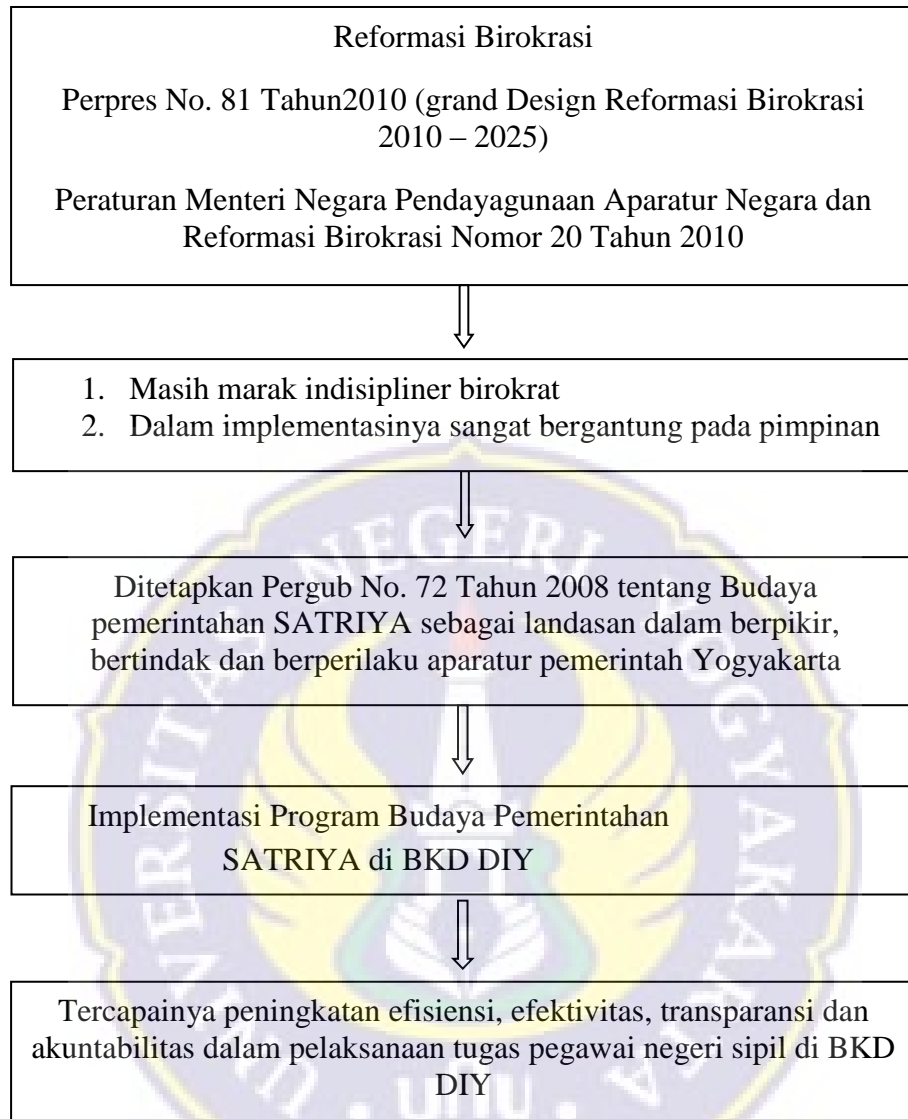 Reformasi Birokrasi
Perpres No. 81 Tahun2010 (grand Design Reformasi Birokrasi
2010 – 2025)
Peraturan Menteri Negara Pendayagunaan Aparatur Negara dan
Reformasi Birokrasi Nomor 20 Tahun 2010
1. Masih marak indisipliner birokrat
2. Dalam implementasinya sangat bergantung pada pimpinan
Ditetapkan Pergub No. 72 Tahun 2008 tentang Budaya
pemerintahan SATRIYA sebagai landasan dalam berpikir,
bertindak dan berperilaku aparatur pemerintah Yogyakarta
Implementasi Program Budaya Pemerintahan
SATRIYA di BKD DIY
Tercapainya peningkatan efisiensi, efektivitas, transparansi dan
akuntabilitas dalam pelaksanaan tugas pegawai negeri sipil di BKD
DIY
UNIVERSITAS NEGERI YOGYAKARTA